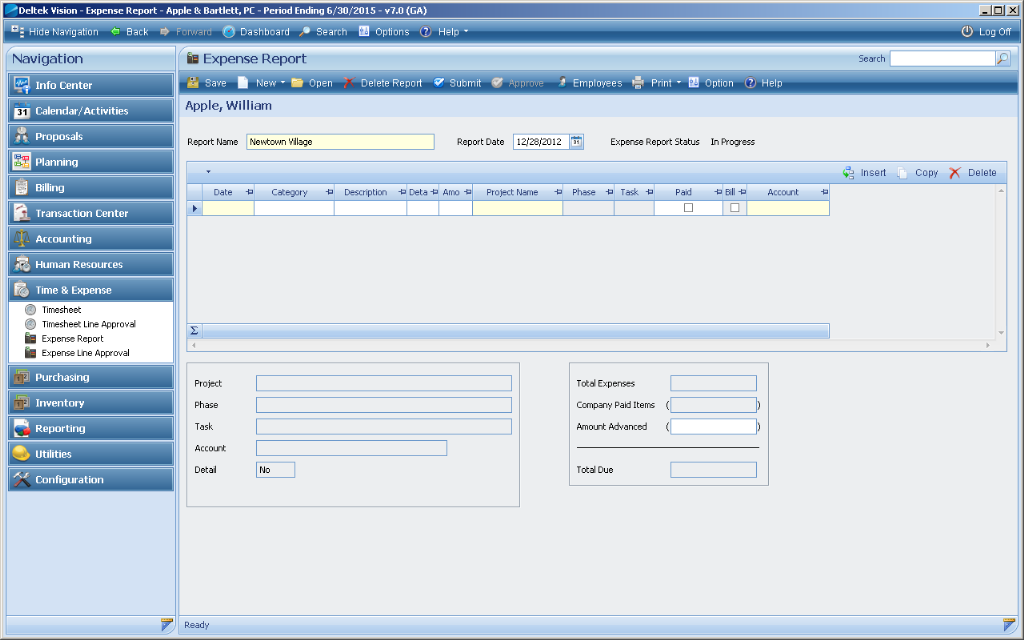 Deltek Vision - Expense Report - Apple & Bartlett, PC - Period Ending 6/30/2015 - v7.0 (GA)
Hide Navigation Back Forward Dashboard Search Options Help Log Off
Navigation
Info Center
31 Calendar/Activities
Proposals
Planning
Billing
Transaction Center
Accounting
Human Resources
Time & Expense
Timesheet
Timesheet Line Approval
Expense Report
Expense Line Approval
Purchasing
Inventory
Reporting
Utilities
Configuration
Expense Report Search
Save New Open Delete Report Submit Approve Employees Print Option Help
Apple, William
Report Name Newtown Village Report Date 12/28/2012 Expense Report Status In Progress
Insert Copy Delete
Date Category Description Deta Amo Project Name Phase Task Paid Bill Account
Σ
Project
Phase
Task
Account
Detail No
Total Expenses
Company Paid Items ( )
Amount Advanced ( )
Total Due
Ready